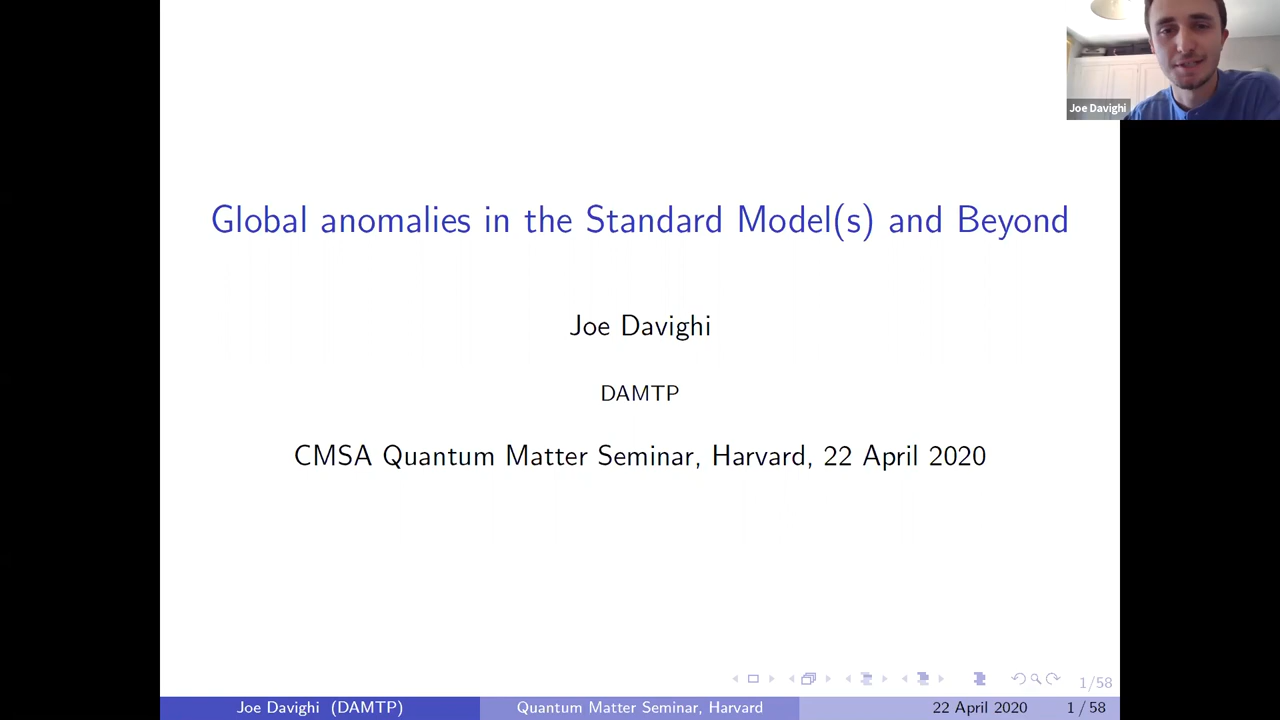 Joe Davighi
Global anomalies in the Standard Model(s) and Beyond
Joe Davighi
DAMTP
CMSA Quantum Matter Seminar, Harvard, 22 April 2020
1/58
Joe Davighi (DAMTP)
Quantum Matter Seminar, Harvard
22 April 2020
1 / 58